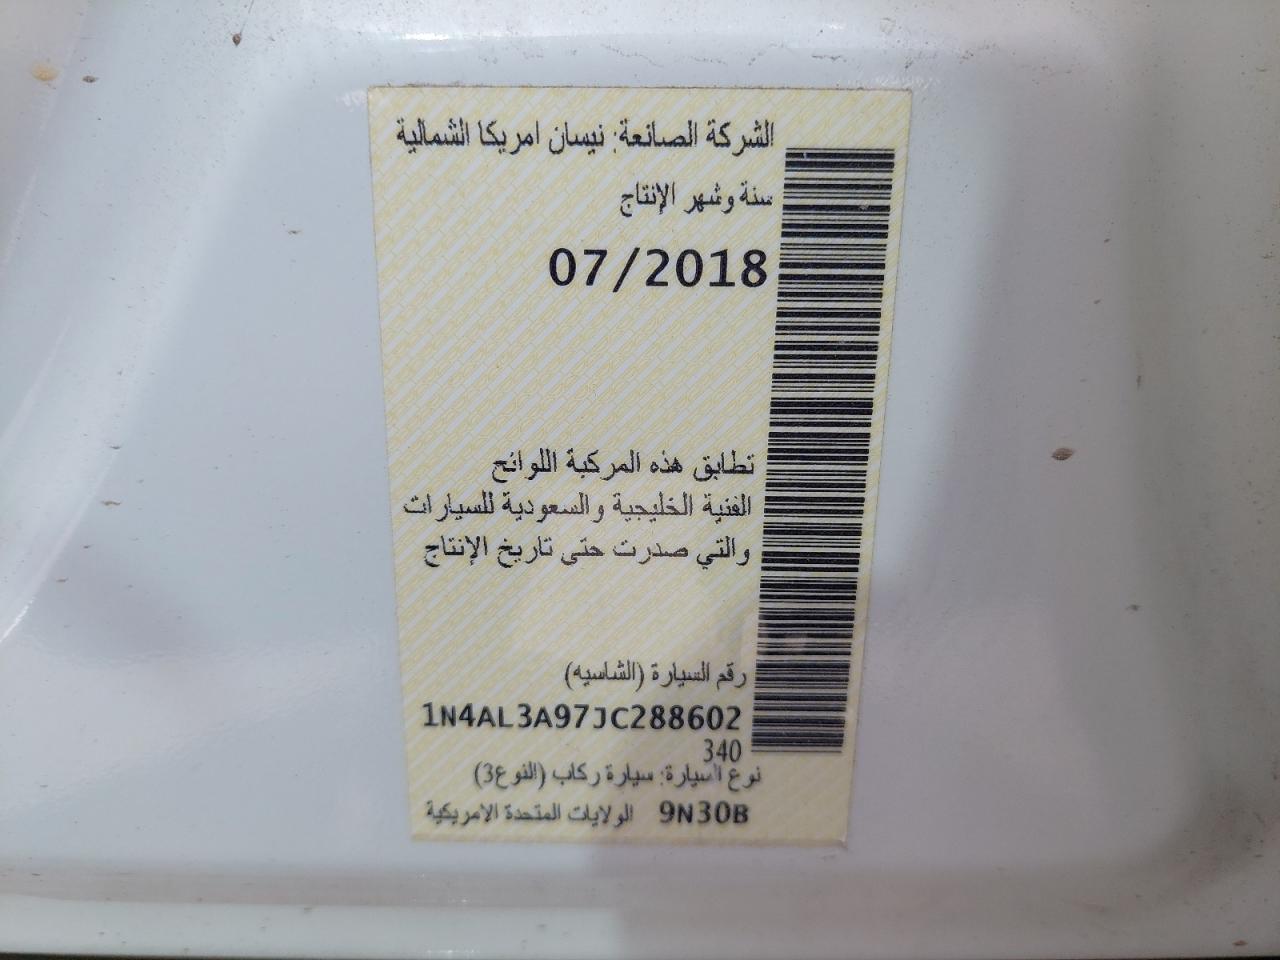 الشركة الصانعة: نيسان امريكا الشمالية
سنة وشهر الإنتاج
07/2018
تطابق هذه المركبة اللوائح
الفنية الخليجية والسعودية للسيارات
والتي صدرت حتى تاريخ الإنتاج
رقم السيارة (الشاسيه)
1N4AL3A97JC288602
340
نوع السيارة: سيارة ركاب (النوع3)
9N30B الولايات المتحدة الامريكية